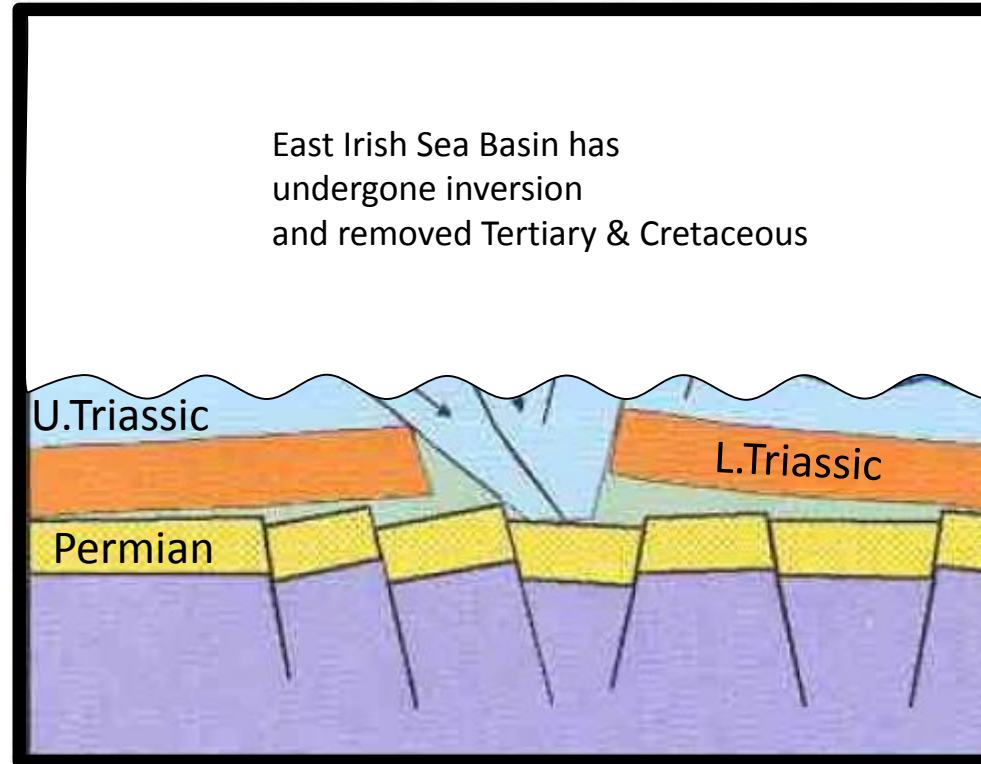 East Irish Sea Basin has
undergone inversion
and removed Tertiary & Cretaceous
U.Triassic
L.Triassic
Permian